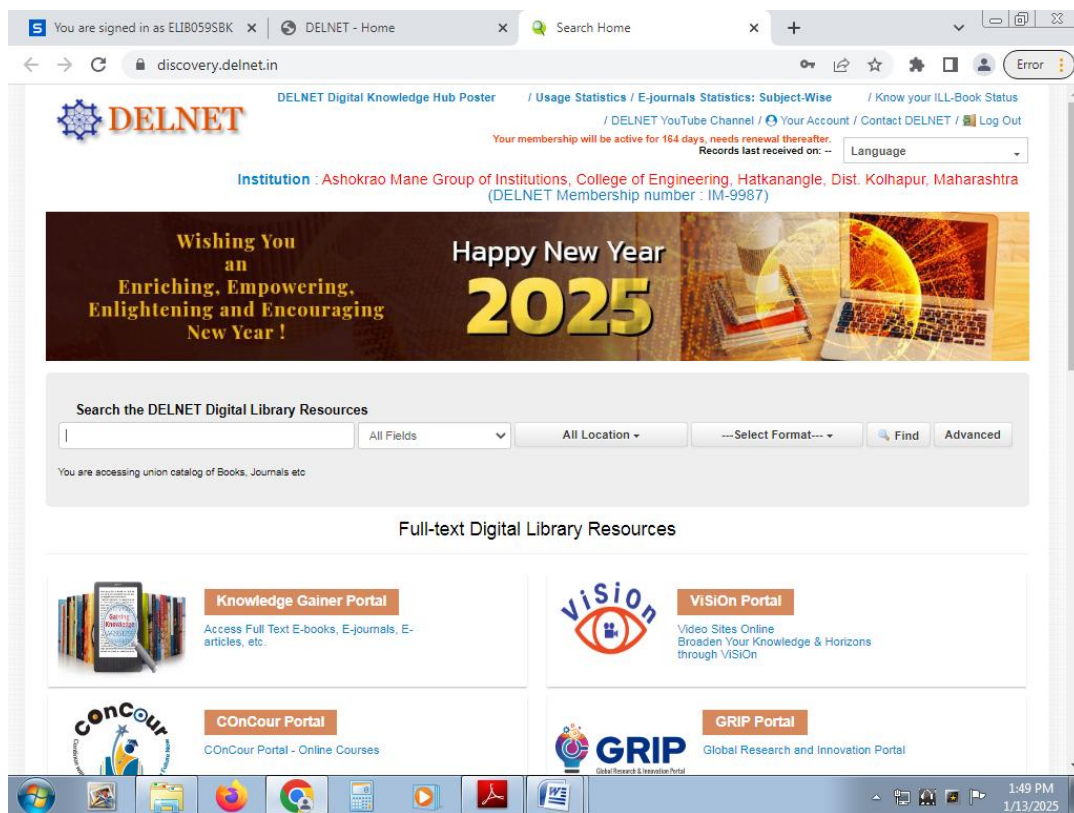 You are signed in as ELIB059SBK
DELNET - Home
Search Home
discovery.delnet.in
Error
DELNET
DELNET Digital Knowledge Hub Poster / Usage Statistics / E-journals Statistics: Subject-Wise / Know your ILL-Book Status
/ DELNET YouTube Channel / Your Account / Contact DELNET / Log Out
Your membership will be active for 164 days, needs renewal thereafter.
Records last received on: --
Language
Institution : Ashokrao Mane Group of Institutions, College of Engineering, Hatkanangle, Dist. Kolhapur, Maharashtra
(DELNET Membership number : IM-9987)
Wishing You
an
Enriching, Empowering,
Enlightening and Encouraging
New Year !
Happy New Year
2025
Search the DELNET Digital Library Resources
All Fields
All Location
---Select Format---
Find
Advanced
You are accessing union catalog of Books, Journals etc
Full-text Digital Library Resources
Gaining
Knowledge
Knowledge Gainer Portal
Access Full Text E-books, E-journals, E-
articles, etc.
ViSiOn
ViSiOn Portal
Video Sites Online
Broaden Your Knowledge & Horizons
through ViSiOn
conCour
COnCour Portal
COnCour Portal - Online Courses
GRIP
Global Research & Innovation Portal
GRIP Portal
Global Research and Innovation Portal
1:49 PM
1/13/2025